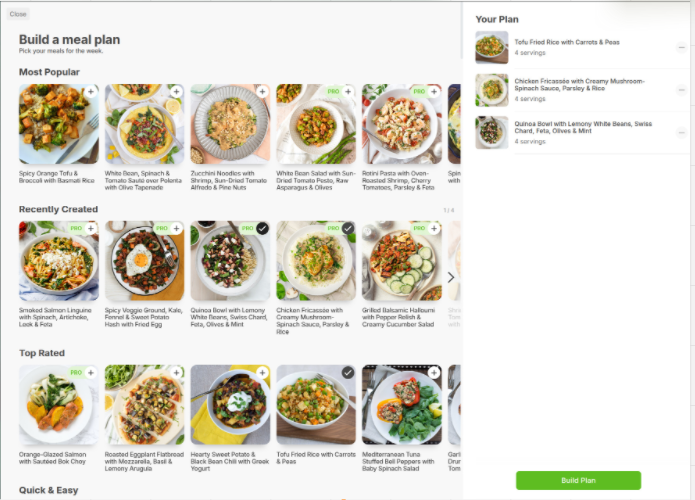 Close
Build a meal plan
Pick your meals for the week.
Most Popular
PRO
PRO
Spicy Orange Tofu &
Broccoli with Basmati Rice
White Bean, Spinach &
Tomato Sauté over Polenta
with Olive Tapenade
Zucchini Noodles with
Shrimp, Sun-Dried Tomato
Alfredo & Pine Nuts
White Bean Salad with Sun-
Dried Tomato Pesto, Raw
Asparagus & Olives
Rotini Pasta with Oven-
Roasted Shrimp, Cherry
Tomatoes, Parsley & Feta
Recently Created
1 / 4
PRO
PRO
PRO
PRO
PRO
Smoked Salmon Linguine
with Spinach, Artichoke,
Leek & Feta
Spicy Veggie Ground, Kale,
Fennel & Sweet Potato
Hash with Fried Egg
Quinoa Bowl with Lemony
White Beans, Swiss Chard,
Feta, Olives & Mint
Chicken Fricassée with
Creamy Mushroom-
Spinach Sauce, Parsley &
Rice
Grilled Balsamic Halloumi
with Pepper Relish &
Creamy Cucumber Salad
Top Rated
PRO
Orange-Glazed Salmon
with Sautéed Bok Choy
Roasted Eggplant Flatbread
with Mozzarella, Basil &
Lemony Arugula
Hearty Sweet Potato &
Black Bean Chili with Greek
Yogurt
Tofu Fried Rice with Carrots
& Peas
Mediterranean Tuna
Stuffed Bell Peppers with
Baby Spinach Salad
Quick & Easy
Your Plan
Tofu Fried Rice with Carrots & Peas
4 servings
Chicken Fricassée with Creamy Mushroom-
Spinach Sauce, Parsley & Rice
4 servings
Quinoa Bowl with Lemony White Beans, Swiss
Chard, Feta, Olives & Mint
4 servings
Build Plan